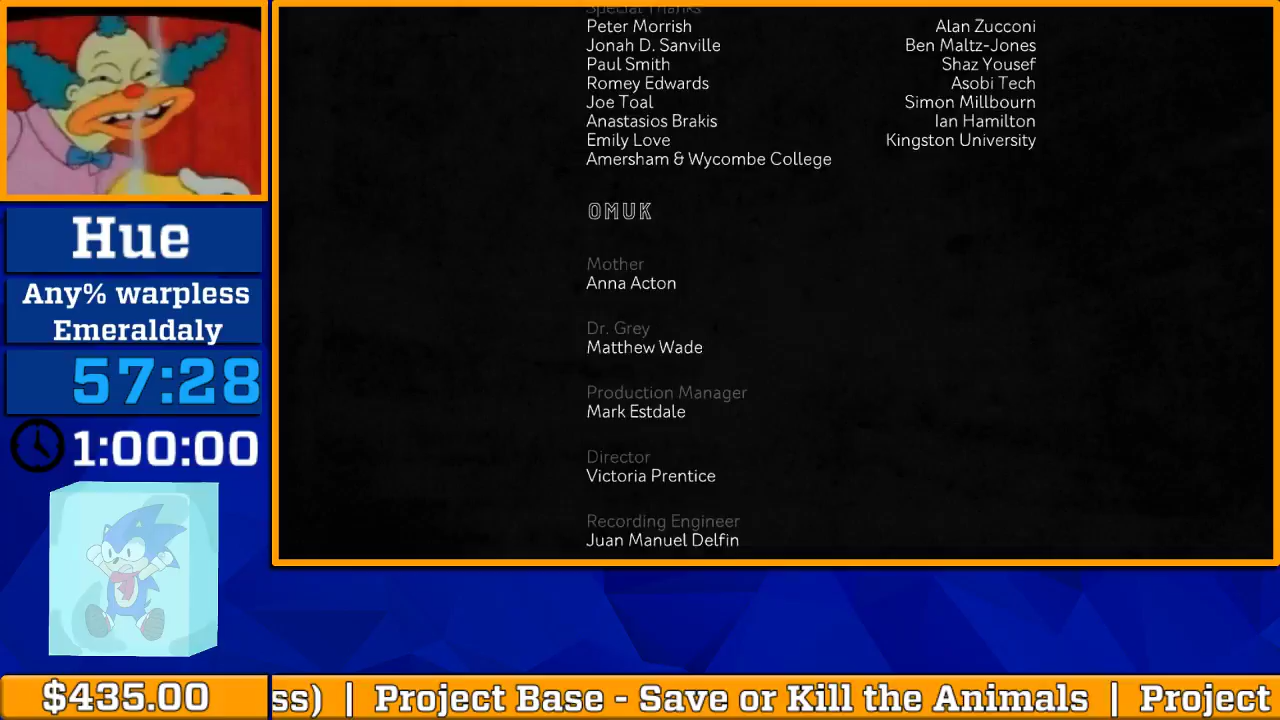 Special Thanks
Peter Morrish
Jonah D. Sanville
Paul Smith
Romey Edwards
Joe Toal
Anastasios Brakis
Emily Love
Amersham & Wycombe College
Alan Zucconi
Ben Maltz-Jones
Shaz Yousef
Asobi Tech
Simon Millbourn
Ian Hamilton
Kingston University
OMUK
Mother
Anna Acton
Dr. Grey
Matthew Wade
Production Manager
Mark Estdale
Director
Victoria Prentice
Recording Engineer
Juan Manuel Delfin
Hue
Any% warpless
Emeraldaly
57:28
1:00:00
$435.00
ss) | Project Base - Save or Kill the Animals | Project